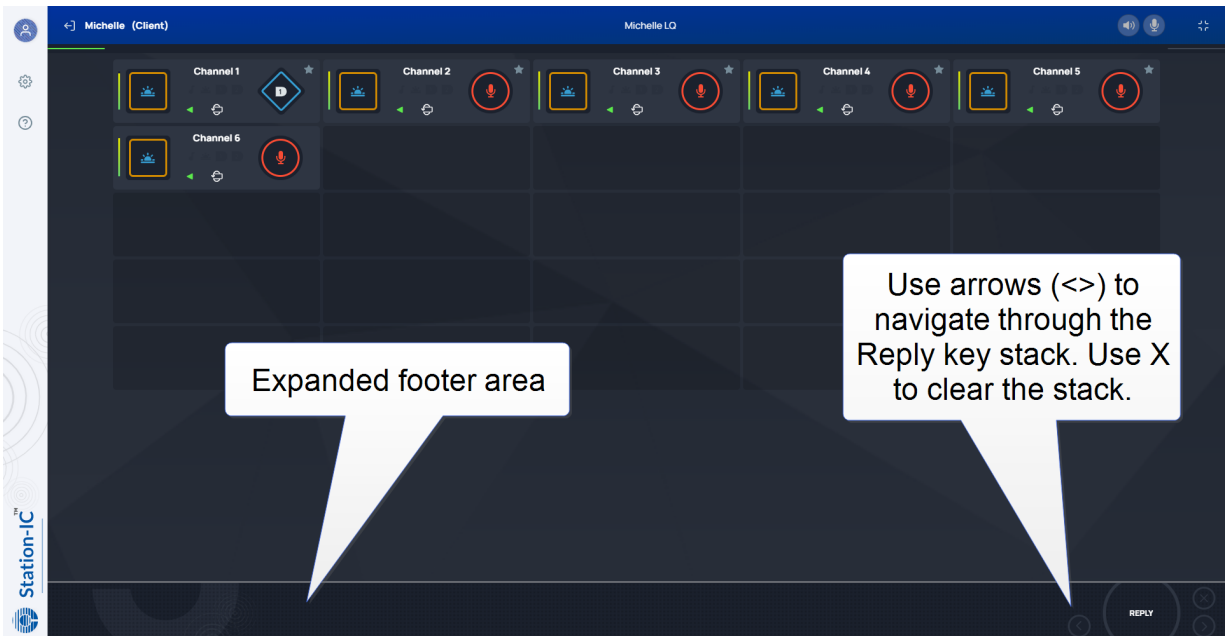 Michelle (Client)
Michelle LQ
Channel 1
Channel 2
Channel 3
Channel 4
Channel 5
D
Channel 6
Use arrows (<>) to
navigate through the
Reply key stack. Use X
to clear the stack.
Expanded footer area
Station-IC™
REPLY